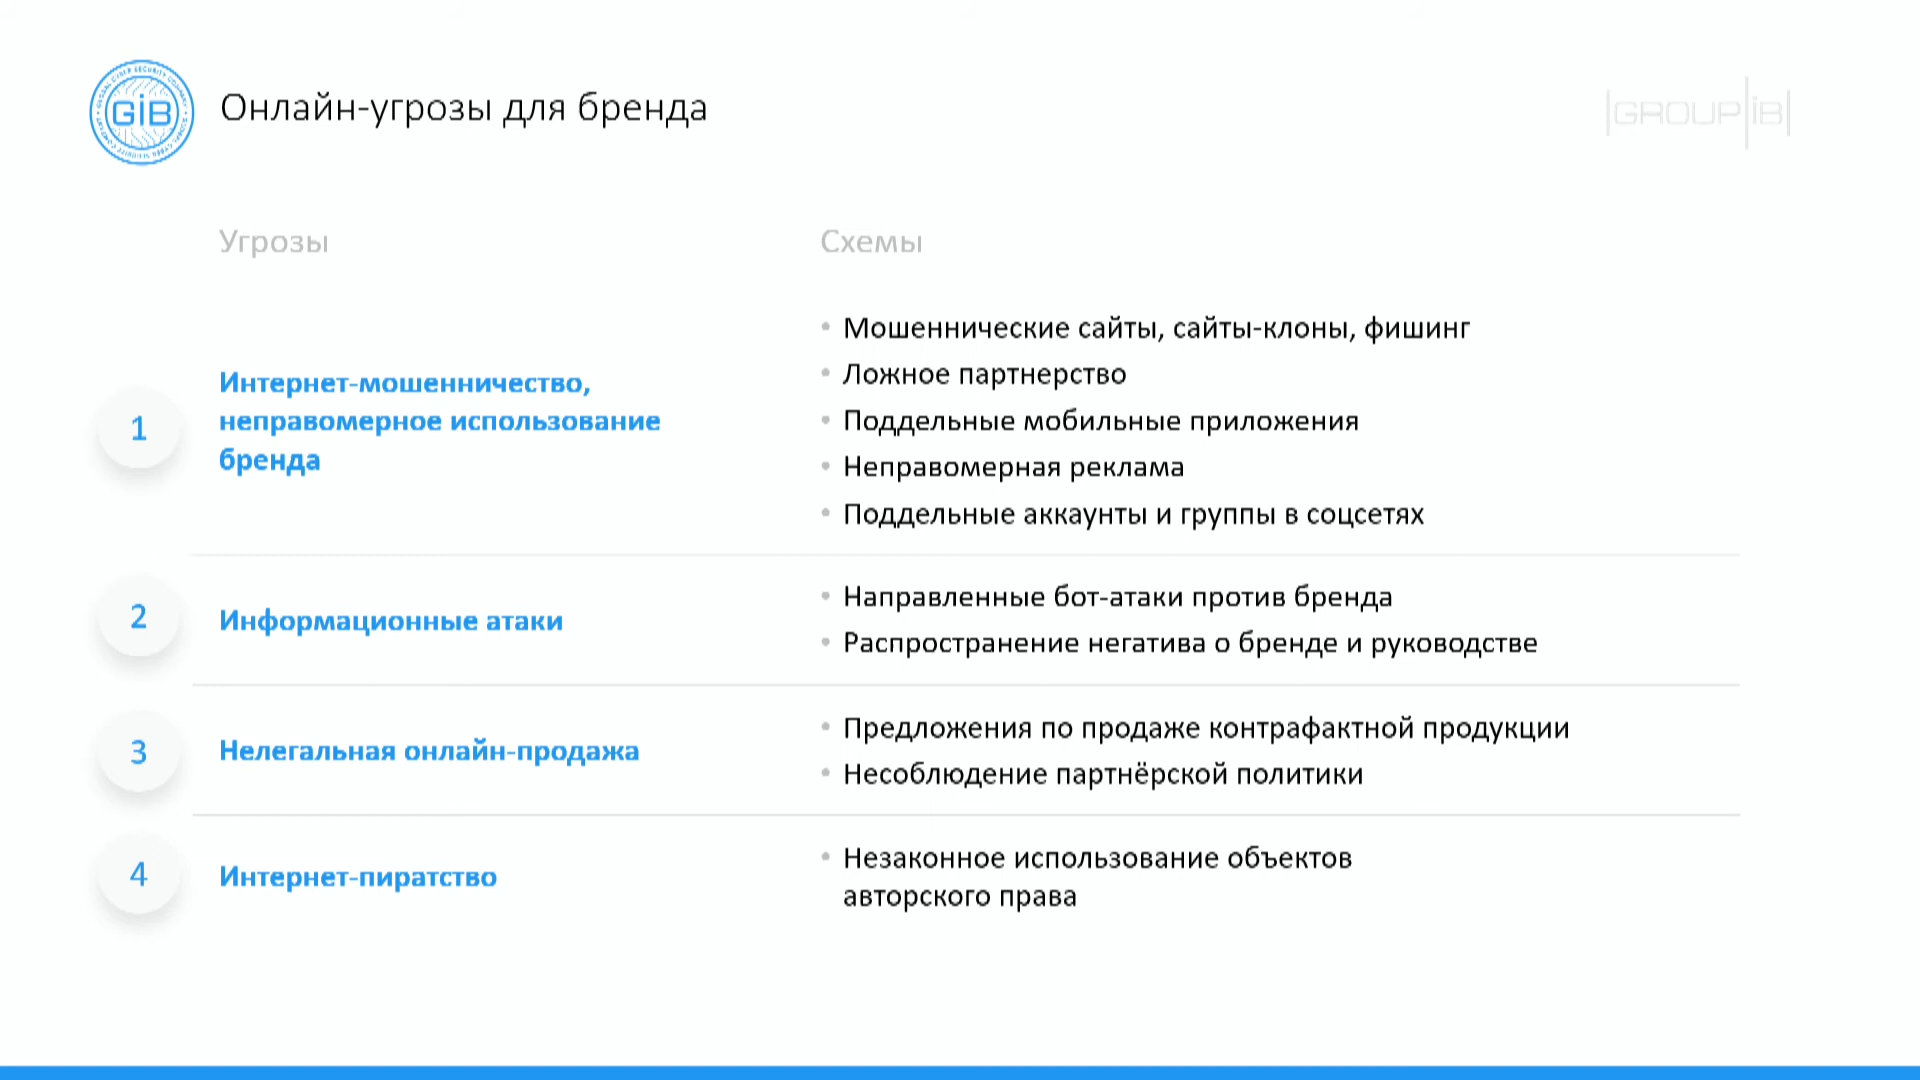 GiB
Онлайн-угрозы для бренда
GROUP iB
Угрозы
Схемы
1
Интернет-мошенничество,
неправомерное использование
бренда
• Мошеннические сайты, сайты-клоны, фишинг
• Ложное партнерство
• Поддельные мобильные приложения
• Неправомерная реклама
• Поддельные аккаунты и группы в соцсетях
2
Информационные атаки
• Направленные бот-атаки против бренда
• Распространение негатива о бренде и руководстве
3
Нелегальная онлайн-продажа
• Предложения по продаже контрафактной продукции
• Несоблюдение партнёрской политики
4
Интернет-пиратство
• Незаконное использование объектов
авторского права